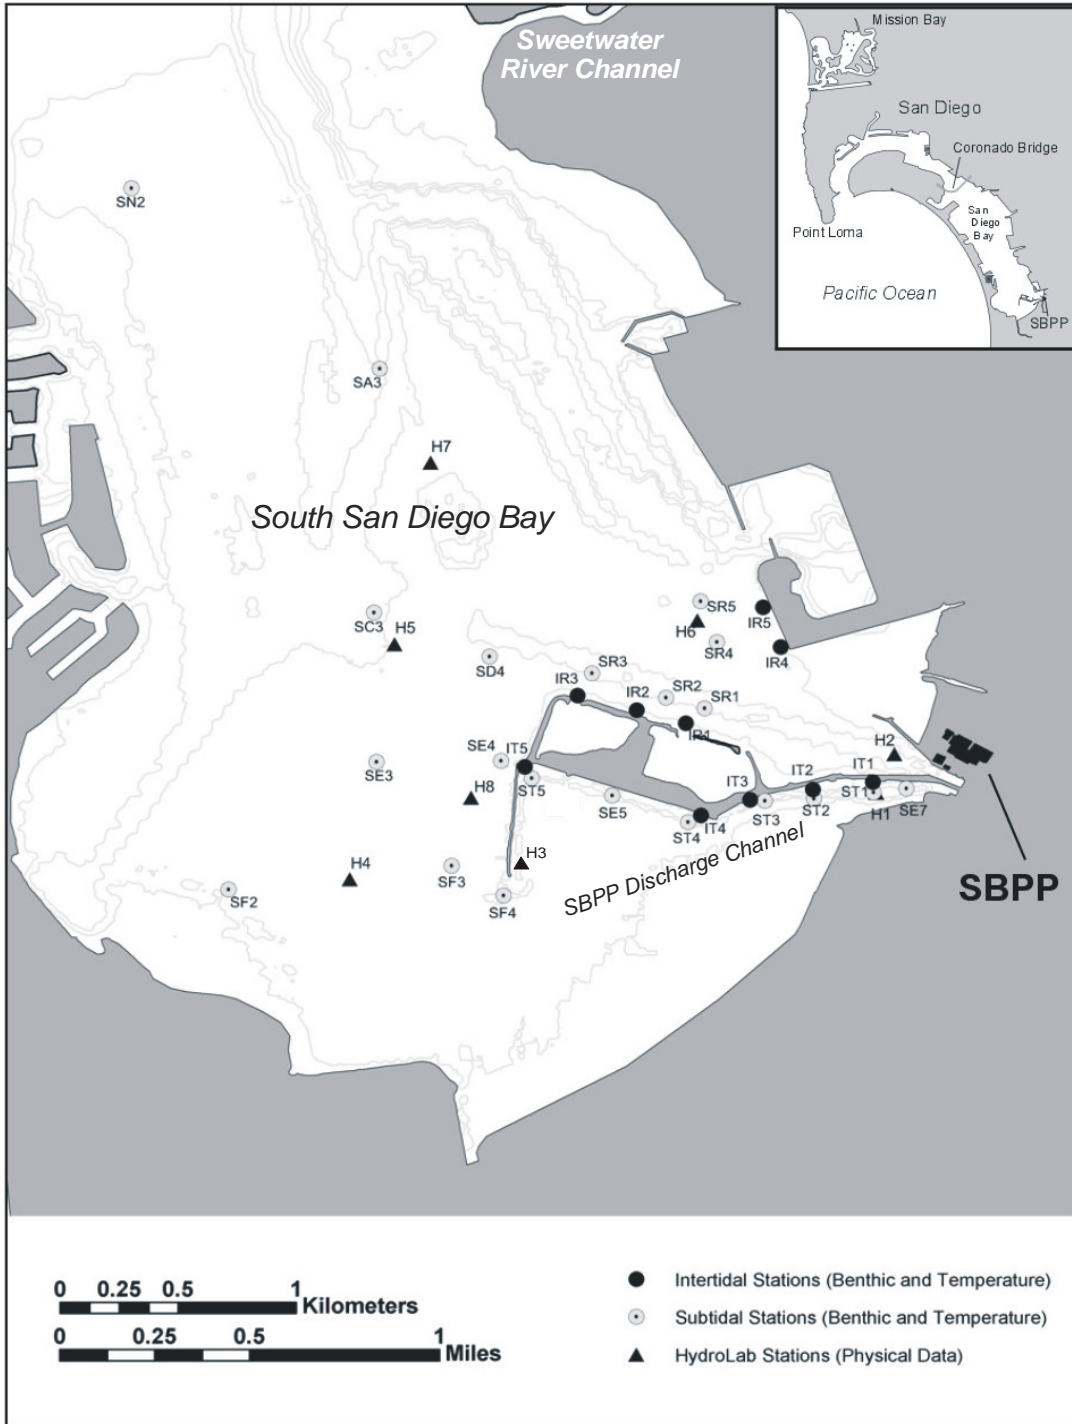 Sweetwater
River Channel
Mission Bay
San Diego
Coronado Bridge
San
Diego
Bay
Point Loma
Pacific Ocean
SBPP
SN2
SA3
H7
South San Diego Bay
SC3
H5
SR5
H6
SR4
IR5
IR4
SD4
SR3
IR3
IR2
SR2
SR1
IR1
H2
SE4
IT5
SE3
ST5
H8
SE5
IT3
IT2
IT1
ST1
H1
SE7
ST3
ST2
ST4
IT4
H3
H4
SF3
SF2
SF4
SBPP Discharge Channel
SBPP
0 0.25 0.5 1
Kilometers
0 0.25 0.5 1
Miles
Intertidal Stations (Benthic and Temperature)
Subtidal Stations (Benthic and Temperature)
HydroLab Stations (Physical Data)